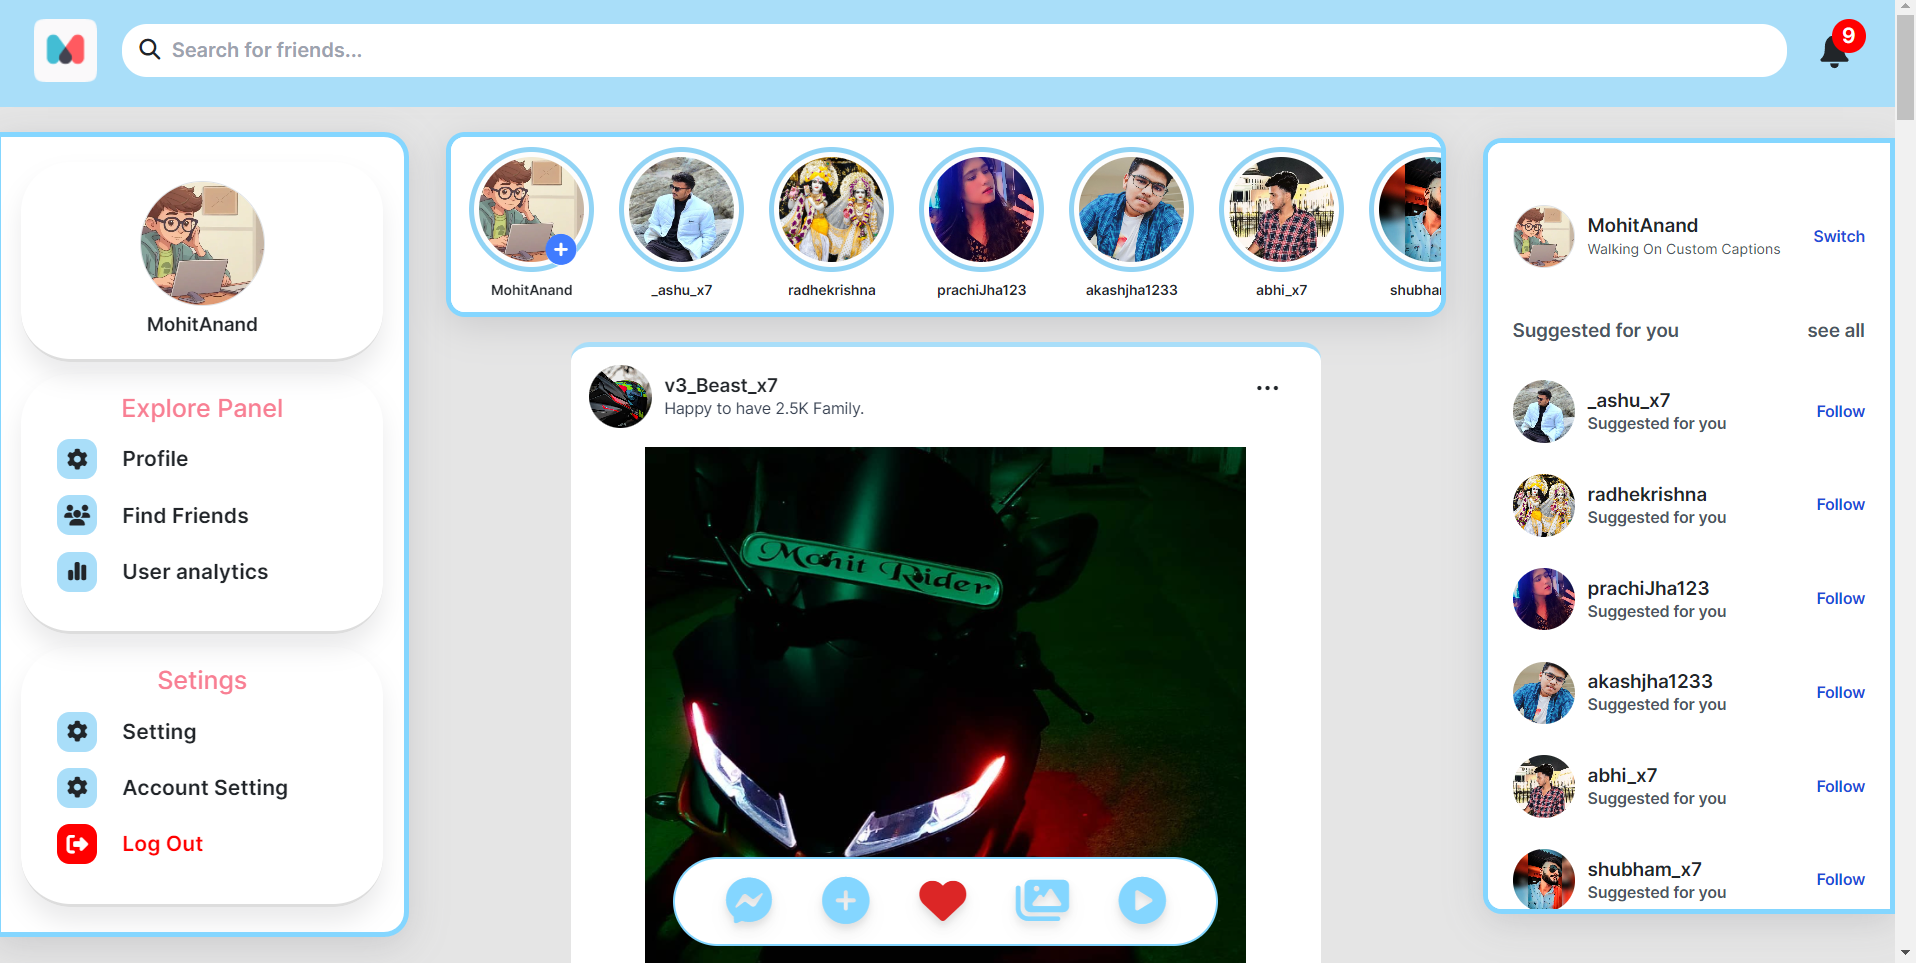 Search for friends...
9
MohitAnand
Explore Panel
Profile
Find Friends
User analytics
Setings
Setting
Account Setting
Log Out
MohitAnand
_ashu_x7
radhekrishna
prachiJha123
akashjha1233
abhi_x7
shubham
v3_Beast_x7
Happy to have 2.5K Family.
Mohit Rider
MohitAnand
Walking On Custom Captions
Switch
Suggested for you
see all
_ashu_x7
Suggested for you
Follow
radhekrishna
Suggested for you
Follow
prachiJha123
Suggested for you
Follow
akashjha1233
Suggested for you
Follow
abhi_x7
Suggested for you
Follow
shubham_x7
Suggested for you
Follow